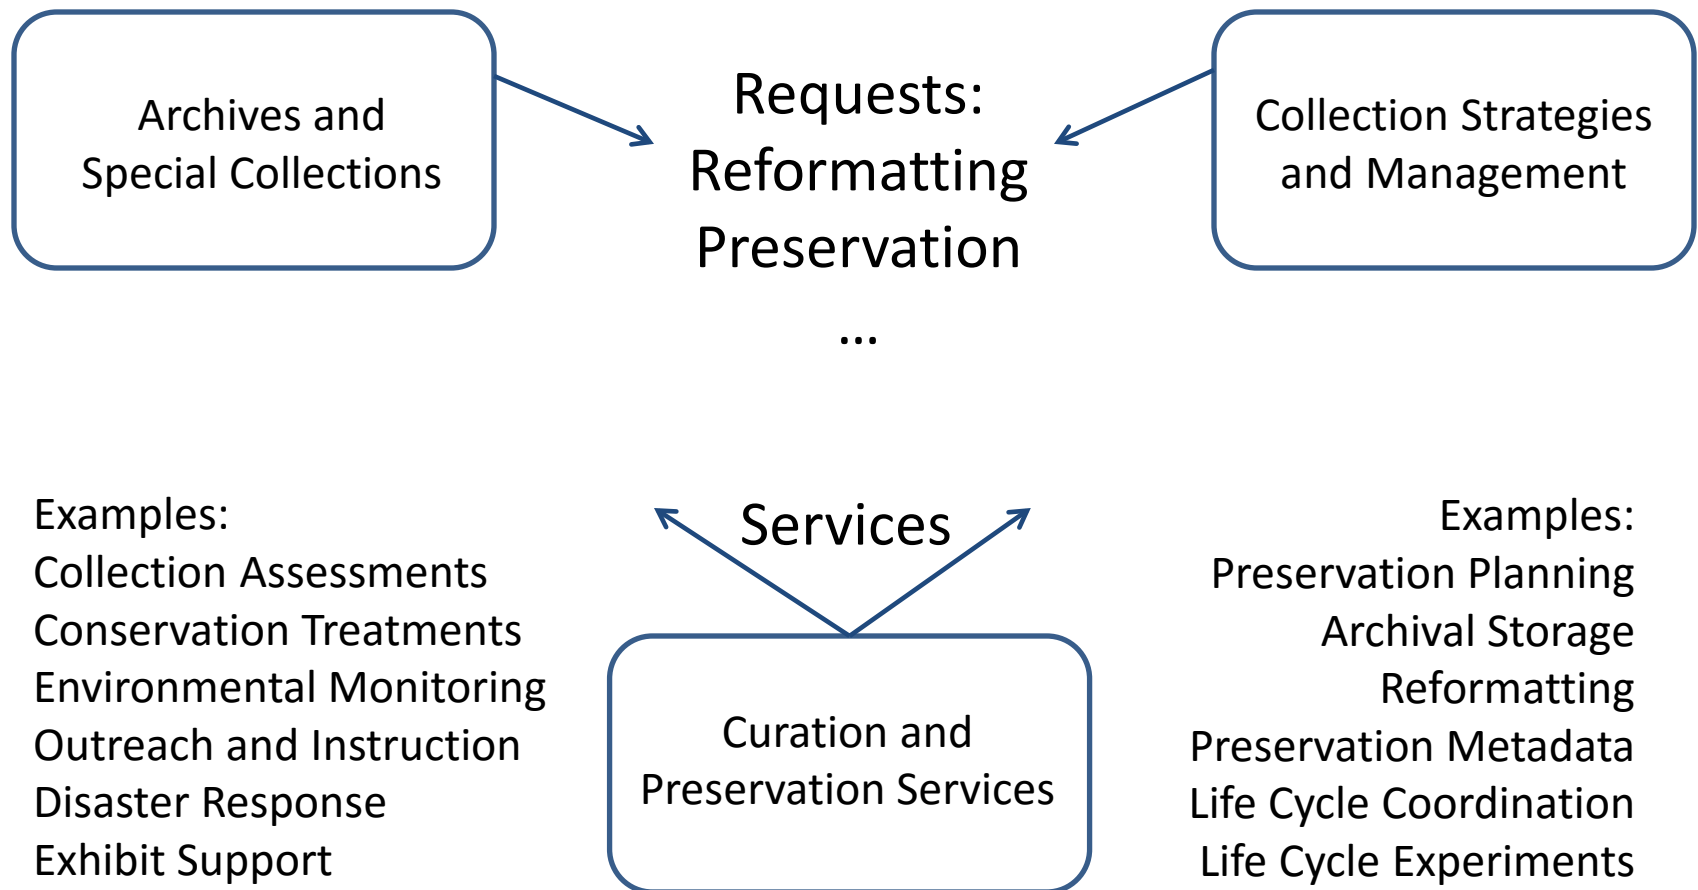 Archives and
Special Collections
Requests:
Reformatting
Preservation
…
Collection Strategies
and Management
Examples:
Collection Assessments
Conservation Treatments
Environmental Monitoring
Outreach and Instruction
Disaster Response
Exhibit Support
Services
Curation and
Preservation Services
Examples:
Preservation Planning
Archival Storage
Reformatting
Preservation Metadata
Life Cycle Coordination
Life Cycle Experiments